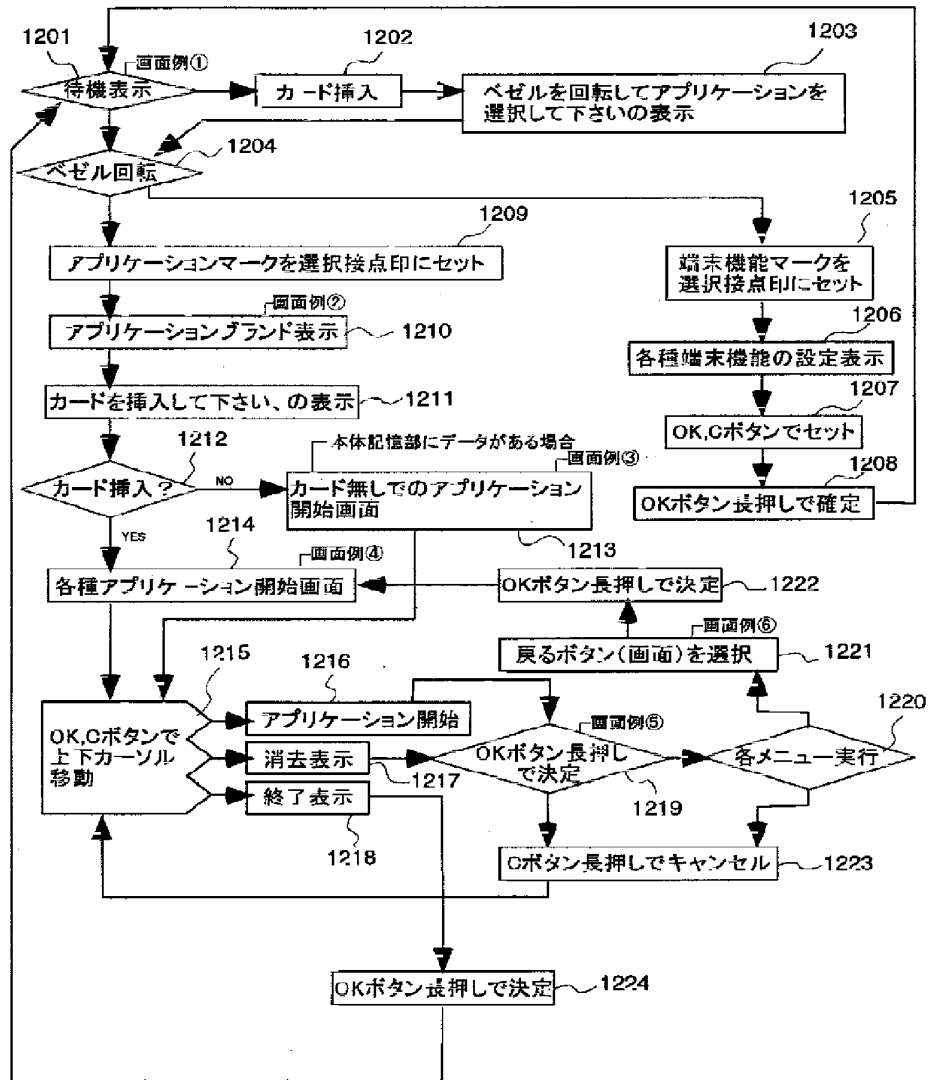 1201
画面例①
待機表示
1202
カード挿入
1203
ベゼルを回転してアプリケーションを
選択して下さいの表示
1204
ベゼル回転
1209
アプリケーションマークを選択接点印にセット
1205
端末機能マークを
選択接点印にセット
画面例②
アプリケーションブランド表示
1210
1206
各種端末機能の設定表示
カードを挿入して下さい、の表示
1211
1207
OK,Cボタンでセット
1212
カード挿入?
NO
YES
本体記憶部にデータがある場合
画面例③
カード無しでのアプリケーション
開始画面
1213
1208
OKボタン長押しで確定
1214
画面例④
各種アプリケーション開始画面
OKボタン長押しで決定
1222
画面例⑥
戻るボタン(画面)を選択
1221
1215
OK,Cボタンで
上下カーソル
移動
1216
アプリケーション開始
消去表示
1217
終了表示
1218
画面例⑤
OKボタン長押し
で決定
1219
1220
各メニュー実行
Cボタン長押しでキャンセル
1223
OKボタン長押しで決定
1224